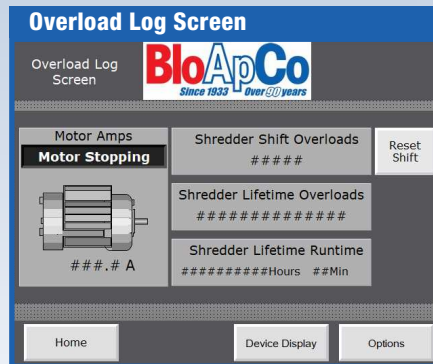 Overload Log Screen
Overload Log
Screen
BloApCo
Since 1933 Over 90 years
Motor Amps
Motor Stopping
###.# A
Shredder Shift Overloads
#####
Reset
Shift
Shredder Lifetime Overloads
##############
Shredder Lifetime Runtime
##########Hours ##Min
Home
Device Display
Options